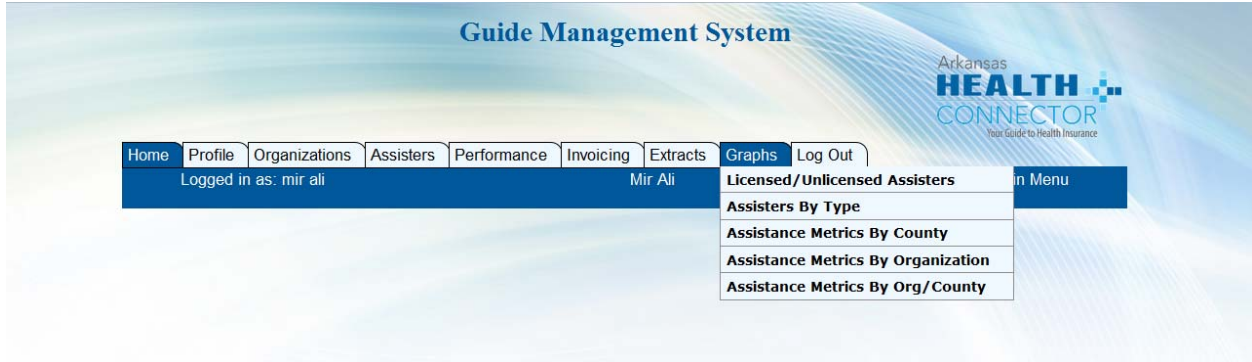 Guide Management System
Arkansas
HEALTH
CONNECTOR
Your Guide to Health Insurance
Home Profile Organizations Assisters Performance Invoicing Extracts Graphs Log Out
Logged in as: mir ali Mir Ali in Menu
Licensed/Unlicensed Assisters
Assisters By Type
Assistance Metrics By County
Assistance Metrics By Organization
Assistance Metrics By Org/County